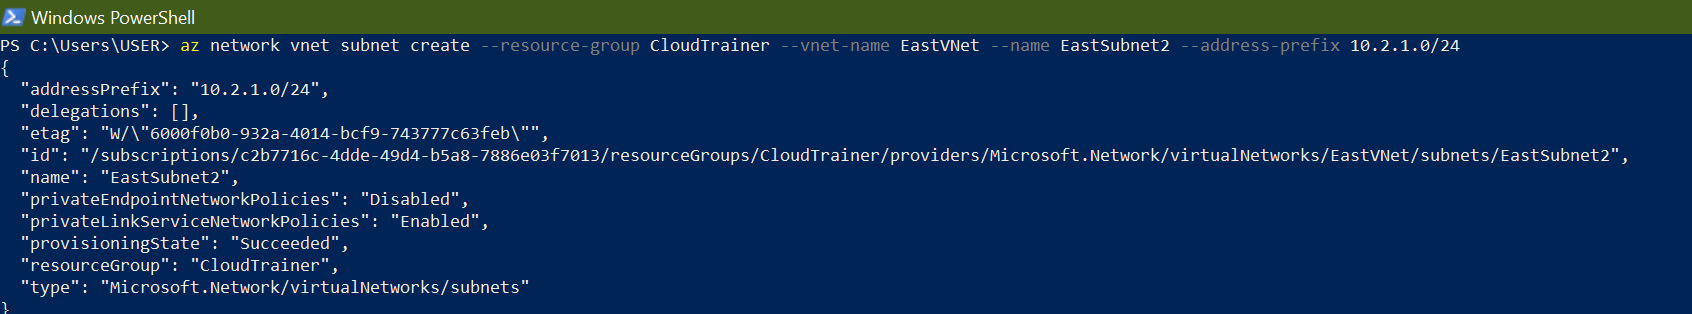 Windows PowerShell
PS C:\Users\USER> az network vnet subnet create --resource-group CloudTrainer --vnet-name EastVNet --name EastSubnet2 --address-prefix 10.2.1.0/24
{
  "addressPrefix": "10.2.1.0/24",
  "delegations": [],
  "etag": "W/\"6000f0b0-932a-4014-bcf9-743777c63feb\"",
  "id": "/subscriptions/c2b7716c-4dde-49d4-b5a8-7886e03f7013/resourceGroups/CloudTrainer/providers/Microsoft.Network/virtualNetworks/EastVNet/subnets/EastSubnet2",
  "name": "EastSubnet2",
  "privateEndpointNetworkPolicies": "Disabled",
  "privateLinkServiceNetworkPolicies": "Enabled",
  "provisioningState": "Succeeded",
  "resourceGroup": "CloudTrainer",
  "type": "Microsoft.Network/virtualNetworks/subnets"
}